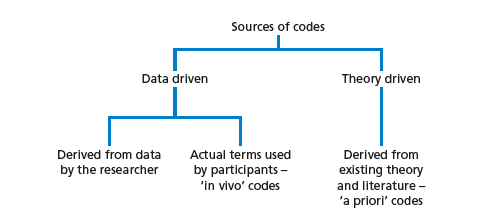 Sources of codes
Data driven
Theory driven
Derived from data
by the researcher
Actual terms used
by participants –
‘in vivo’ codes
Derived from
existing theory
and literature –
‘a priori’ codes